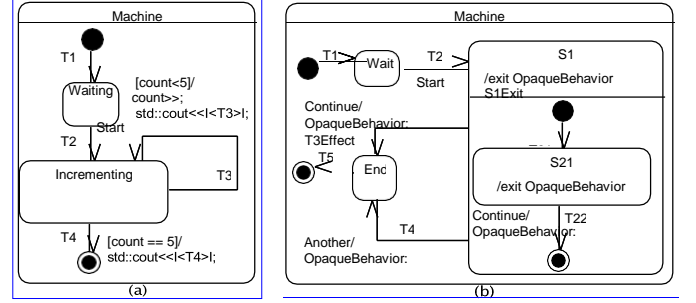 Machine
T1
[count<5]/
Waiting
count>>;
std::cout<<I<T3>I;
Start
T2
Incrementing
T3
T4
[count == 5]/
std::cout<<I<T4>I;
(a)
Machine
S1
T1
T2
Wait
Start
/exit OpaqueBehavior
S1Exit
Continue/
OpaqueBehavior:
T3Effect
T5
End
S21
/exit OpaqueBehavior
Continue/
T22
OpaqueBehavior:
T4
Another/
OpaqueBehavior:
(b)